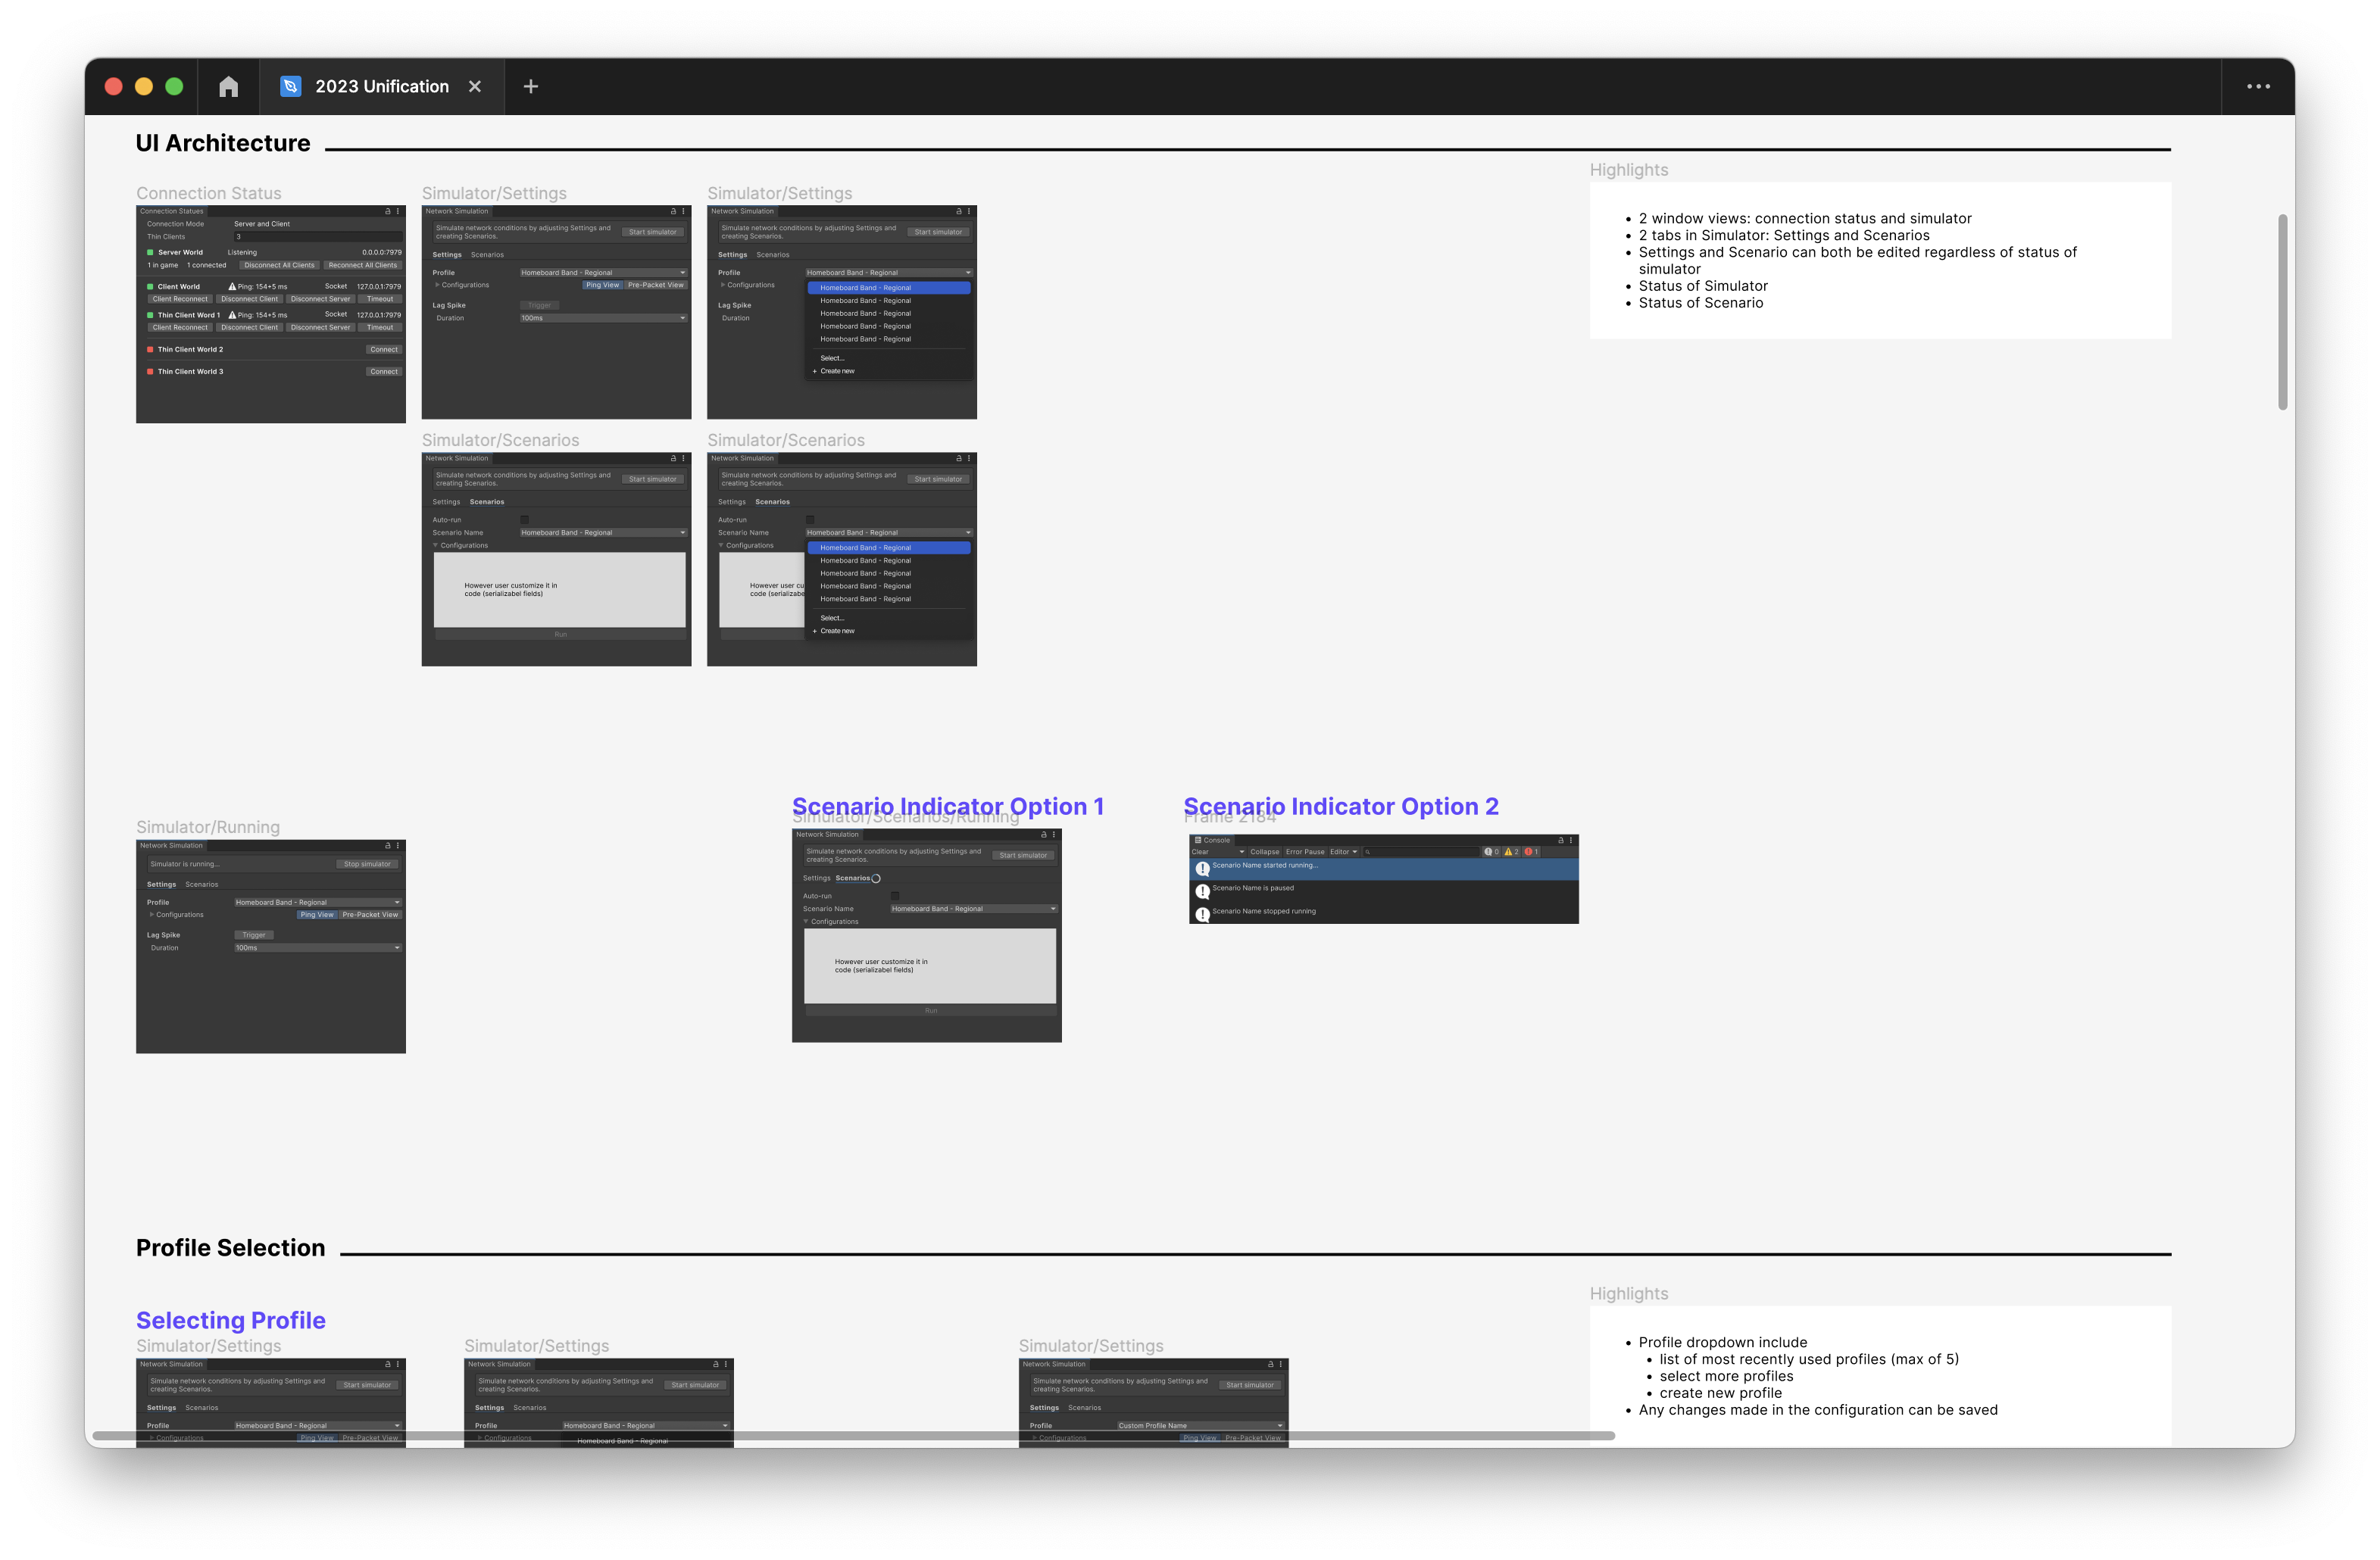 2023 Unification
UI Architecture
Highlights
2 window views: connection status and simulator
2 tabs in Simulator: Settings and Scenarios
Settings and Scenario can both be edited regardless of status of
simulator
Status of Simulator
Status of Scenario
Connection Status
Connection Statues
Connection Mode Server and Client
Thin Clients 3
Server World Listening 0.0.0.0:7979
1 in game 1 connected Disconnect All Clients Reconnect All Clients
Client World Ping: 154+5 ms Socket 127.0.0.1:7979
Client Reconnect Disconnect Client Disconnect Server Timeout
Thin Client Word 1 Ping: 154+5 ms Socket 127.0.0.1:7979
Client Reconnect Disconnect Client Disconnect Server Timeout
Thin Client World 2 Connect
Thin Client World 3 Connect
Simulator/Settings
Network Simulation
Simulate network conditions by adjusting Settings and
creating Scenarios.
Start simulator
Settings Scenarios
Profile Homeboard Band - Regional
Configurations Ping View Pre-Packet View
Lag Spike Trigger
Duration 100ms
Simulator/Settings
Network Simulation
Simulate network conditions by adjusting Settings and
creating Scenarios.
Start simulator
Settings Scenarios
Profile Homeboard Band - Regional
Configurations
Lag Spike
Duration
Homeboard Band - Regional
Homeboard Band - Regional
Homeboard Band - Regional
Homeboard Band - Regional
Homeboard Band - Regional
Select...
+ Create new
Simulator/Scenarios
Network Simulation
Simulate network conditions by adjusting Settings and
creating Scenarios.
Start simulator
Settings Scenarios
Auto-run
Scenario Name Homeboard Band - Regional
Configurations
However user customize it in
code (serializabel fields)
Run
Simulator/Scenarios
Network Simulation
Simulate network conditions by adjusting Settings and
creating Scenarios.
Start simulator
Settings Scenarios
Auto-run
Scenario Name Homeboard Band - Regional
Configurations
However user cu
code (serializabe
Homeboard Band - Regional
Homeboard Band - Regional
Homeboard Band - Regional
Homeboard Band - Regional
Homeboard Band - Regional
Select...
+ Create new
Simulator/Running
Network Simulation
Simulator is running... Stop simulator
Settings Scenarios
Profile Homeboard Band - Regional
Configurations Ping View Pre-Packet View
Lag Spike Trigger
Duration 100ms
Scenario Indicator Option 1
Simulator/Scenarios/Running
Network Simulation
Simulate network conditions by adjusting Settings and
creating Scenarios.
Start simulator
Settings Scenarios
Auto-run
Scenario Name Homeboard Band - Regional
Configurations
However user customize it in
code (serializabel fields)
Run
Scenario Indicator Option 2
Frame 2184
Console
Clear Collapse Error Pause Editor 0 2 1
Scenario Name started running...
Scenario Name is paused
Scenario Name stopped running
Profile Selection
Highlights
Profile dropdown include
list of most recently used profiles (max of 5)
select more profiles
create new profile
Any changes made in the configuration can be saved
Selecting Profile
Simulator/Settings
Network Simulation
Simulate network conditions by adjusting Settings and
creating Scenarios.
Start simulator
Settings Scenarios
Profile Homeboard Band - Regional
Configurations Ping View Pre-Packet View
Simulator/Settings
Network Simulation
Simulate network conditions by adjusting Settings and
creating Scenarios.
Start simulator
Settings Scenarios
Profile Homeboard Band - Regional
Configurations Homeboard Band - Regional
Simulator/Settings
Network Simulation
Simulate network conditions by adjusting Settings and
creating Scenarios.
Start simulator
Settings Scenarios
Profile Custom Profile Name
Configurations Ping View Pre-Packet View